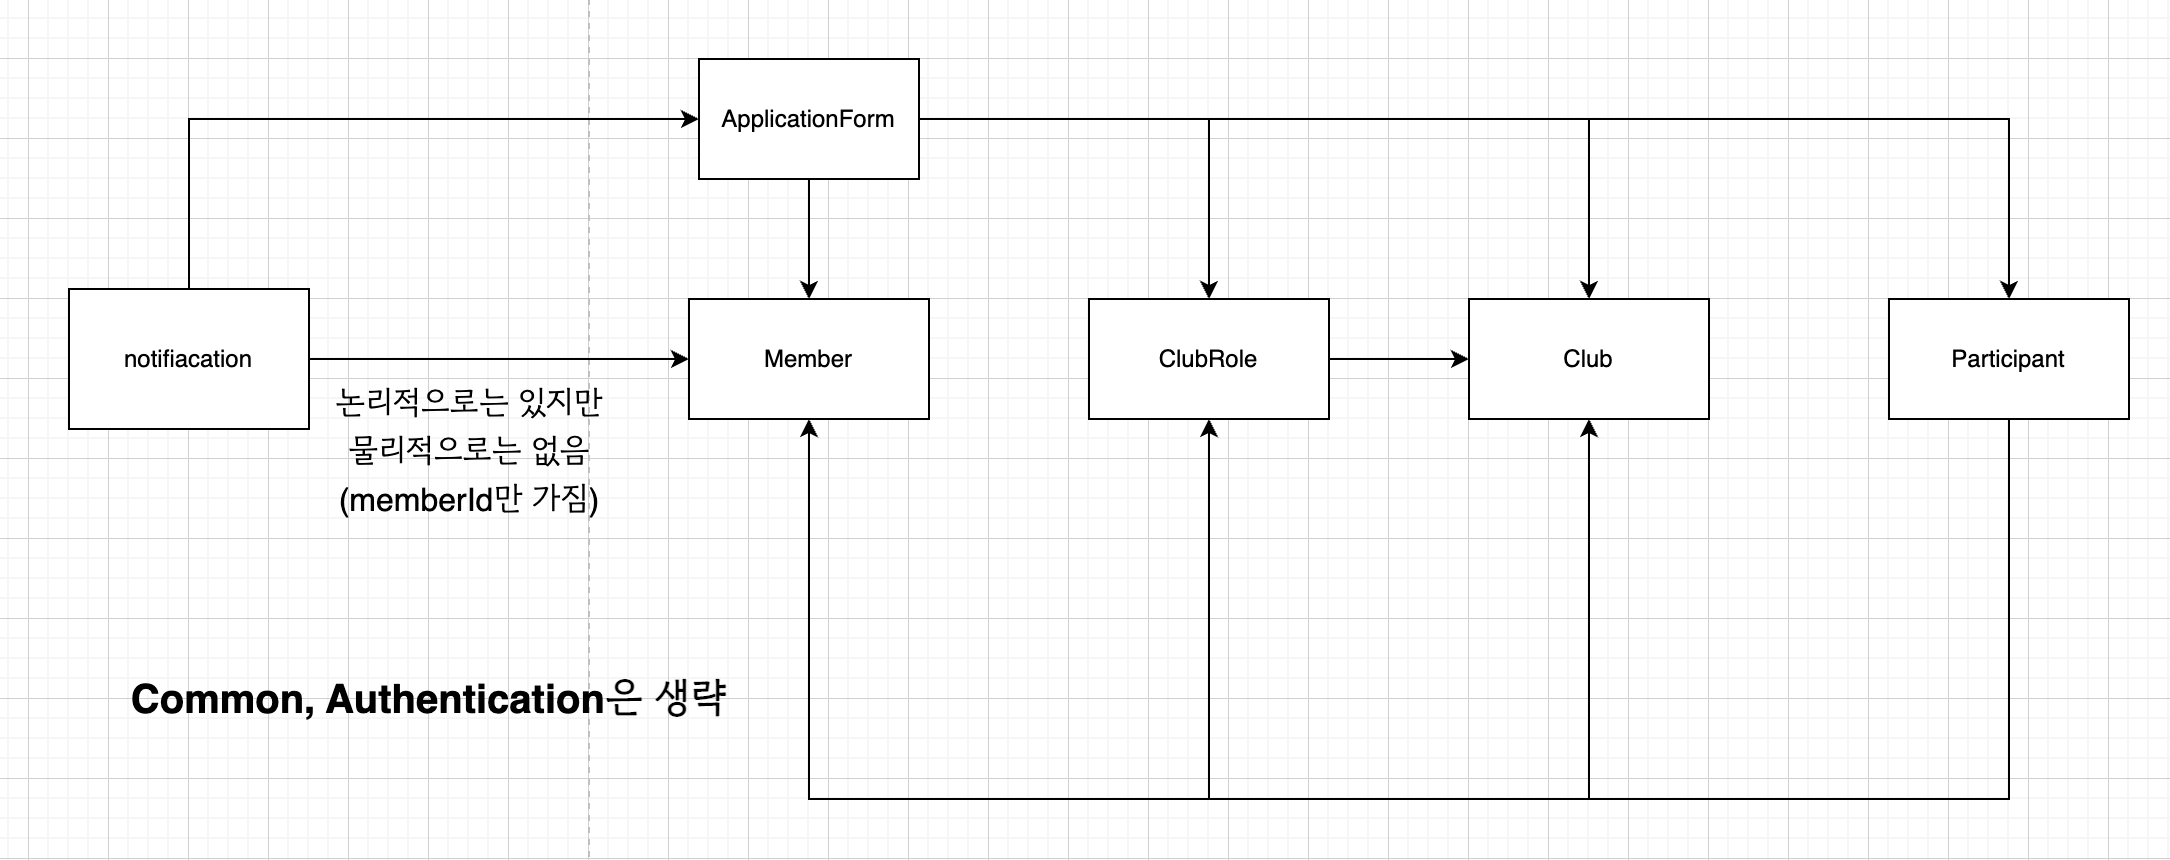 ApplicationForm
notifiacation
Member
ClubRole
Club
Participant
논리적으로는 있지만
물리적으로는 없음
(memberId만 가짐)
Common, Authentication은 생략